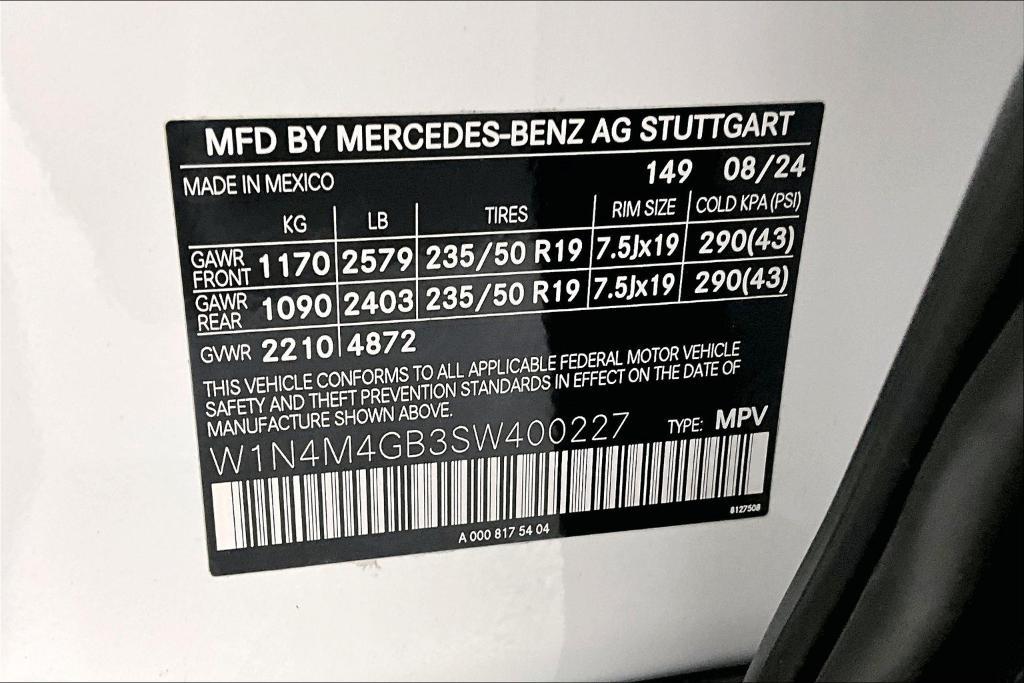 MFD BY MERCEDES-BENZ AG STUTTGART
MADE IN MEXICO 149 08/24
KG LB TIRES RIM SIZE COLD KPA (PSI)
GAWR FRONT 1170 2579 235/50 R19 7.5Jx19 290(43)
GAWR REAR 1090 2403 235/50 R19 7.5Jx19 290(43)
GVWR 2210 4872
THIS VEHICLE CONFORMS TO ALL APPLICABLE FEDERAL MOTOR VEHICLE
SAFETY AND THEFT PREVENTION STANDARDS IN EFFECT ON THE DATE OF
MANUFACTURE SHOWN ABOVE.
W1N4M4GB3SW400227 TYPE: MPV
A 000 817 54 04 8127508